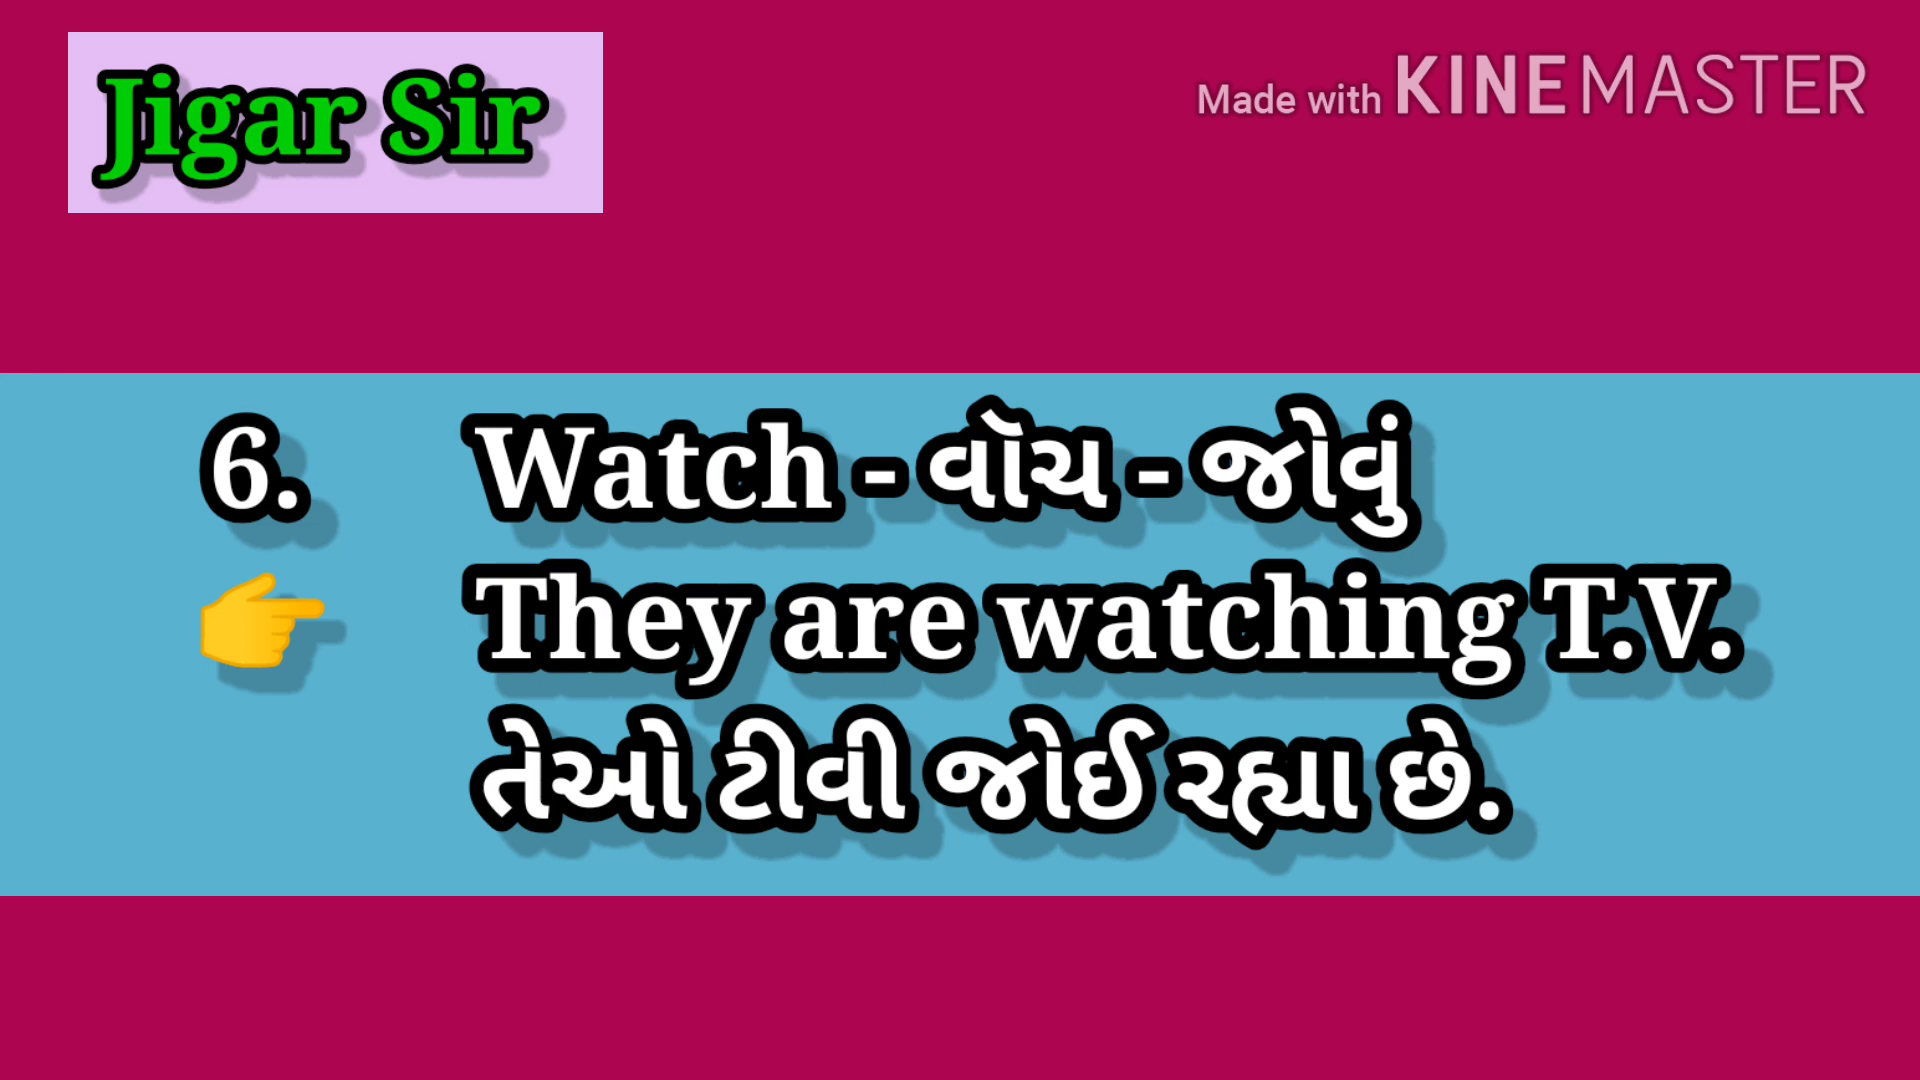 Jigar Sir
Made with KINEMASTER
6. Watch - વૉચ - જોવું
👉 They are watching T.V.
તેઓ ટીવી જોઈ રહ્યા છે.